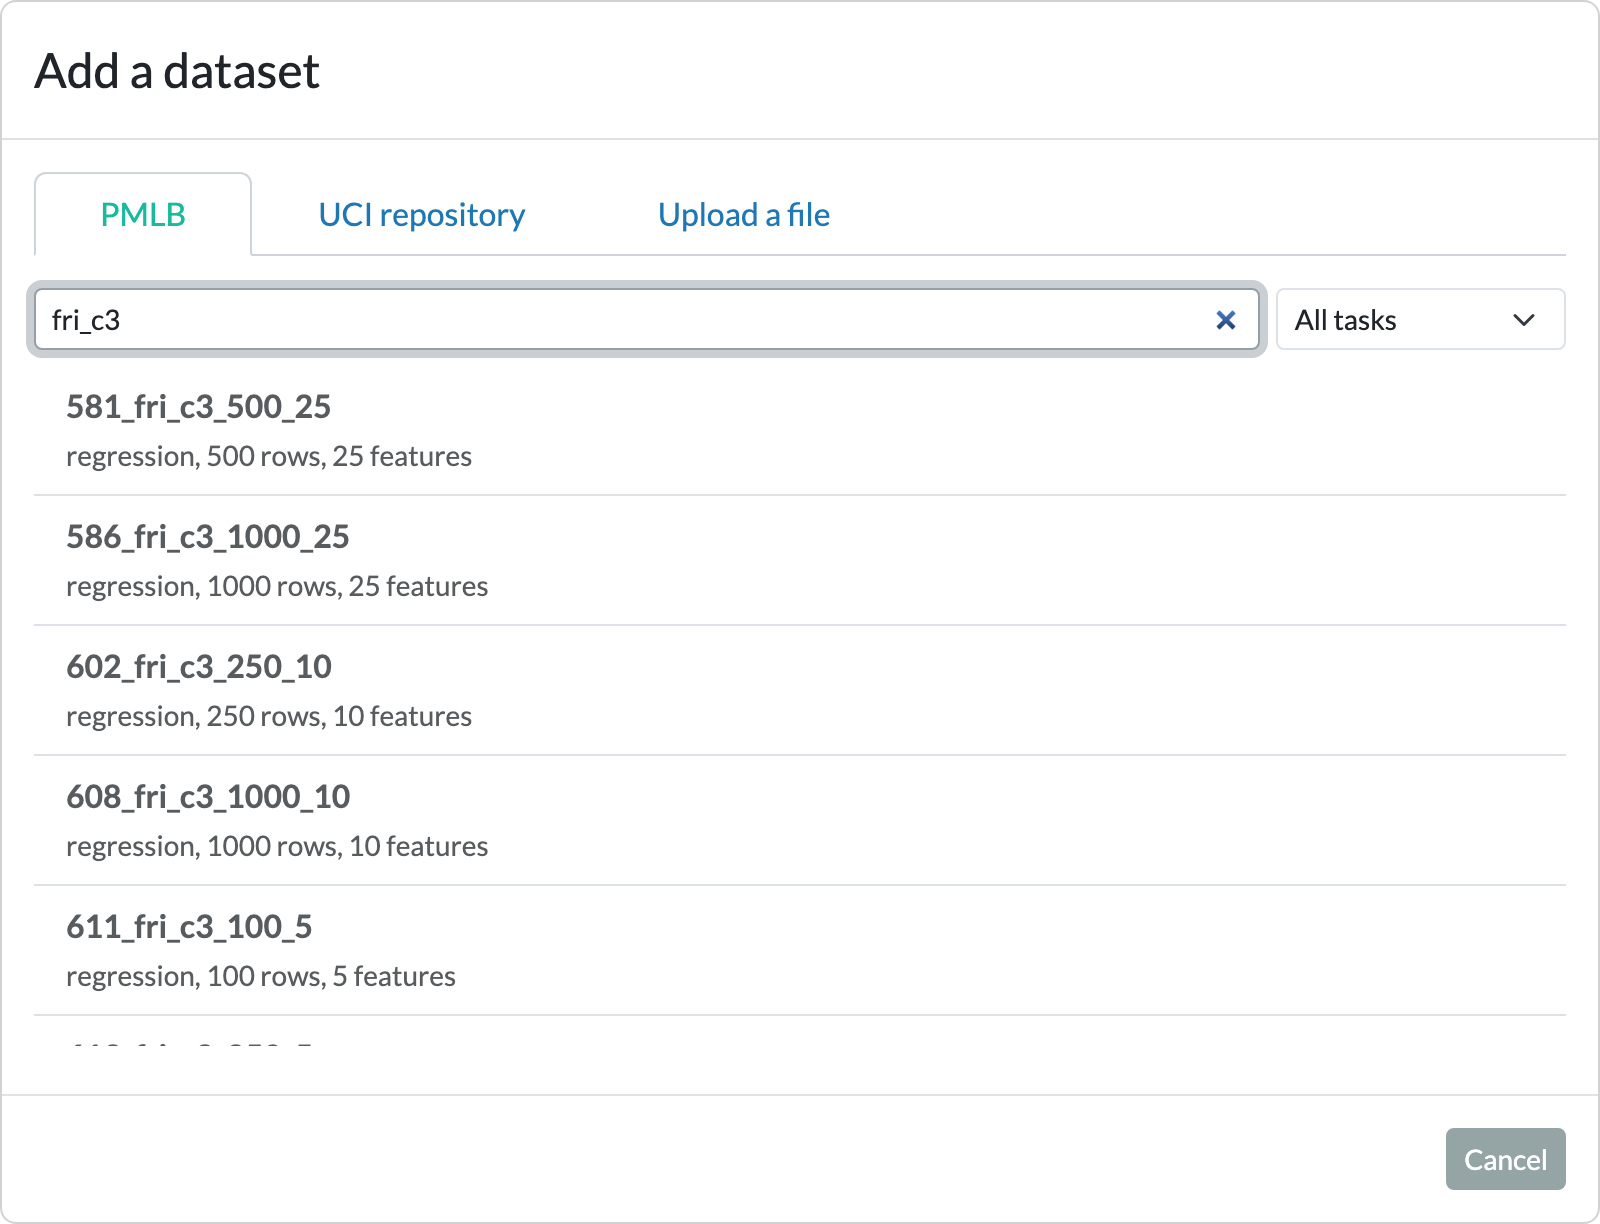 Add a dataset
PMLB UCI repository Upload a file
fri_c3 All tasks
581_fri_c3_500_25
regression, 500 rows, 25 features
586_fri_c3_1000_25
regression, 1000 rows, 25 features
602_fri_c3_250_10
regression, 250 rows, 10 features
608_fri_c3_1000_10
regression, 1000 rows, 10 features
611_fri_c3_100_5
regression, 100 rows, 5 features
Cancel